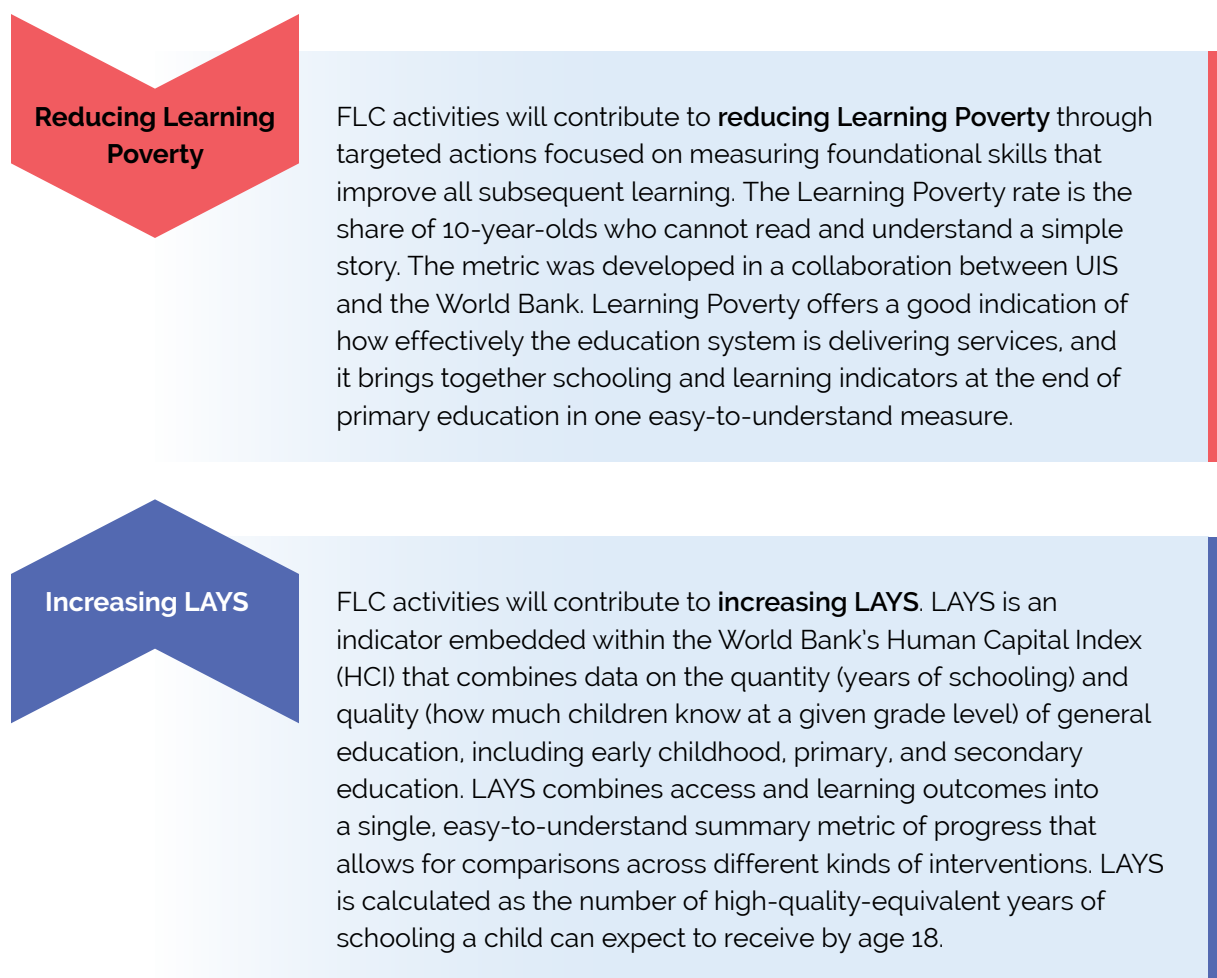 Reducing Learning
Poverty
FLC activities will contribute to reducing Learning Poverty through
targeted actions focused on measuring foundational skills that
improve all subsequent learning. The Learning Poverty rate is the
share of 10-year-olds who cannot read and understand a simple
story. The metric was developed in a collaboration between UIS
and the World Bank. Learning Poverty offers a good indication of
how effectively the education system is delivering services, and
it brings together schooling and learning indicators at the end of
primary education in one easy-to-understand measure.
Increasing LAYS
FLC activities will contribute to increasing LAYS. LAYS is an
indicator embedded within the World Bank's Human Capital Index
(HCI) that combines data on the quantity (years of schooling) and
quality (how much children know at a given grade level) of general
education, including early childhood, primary, and secondary
education. LAYS combines access and learning outcomes into
a single, easy-to-understand summary metric of progress that
allows for comparisons across different kinds of interventions. LAYS
is calculated as the number of high-quality-equivalent years of
schooling a child can expect to receive by age 18.